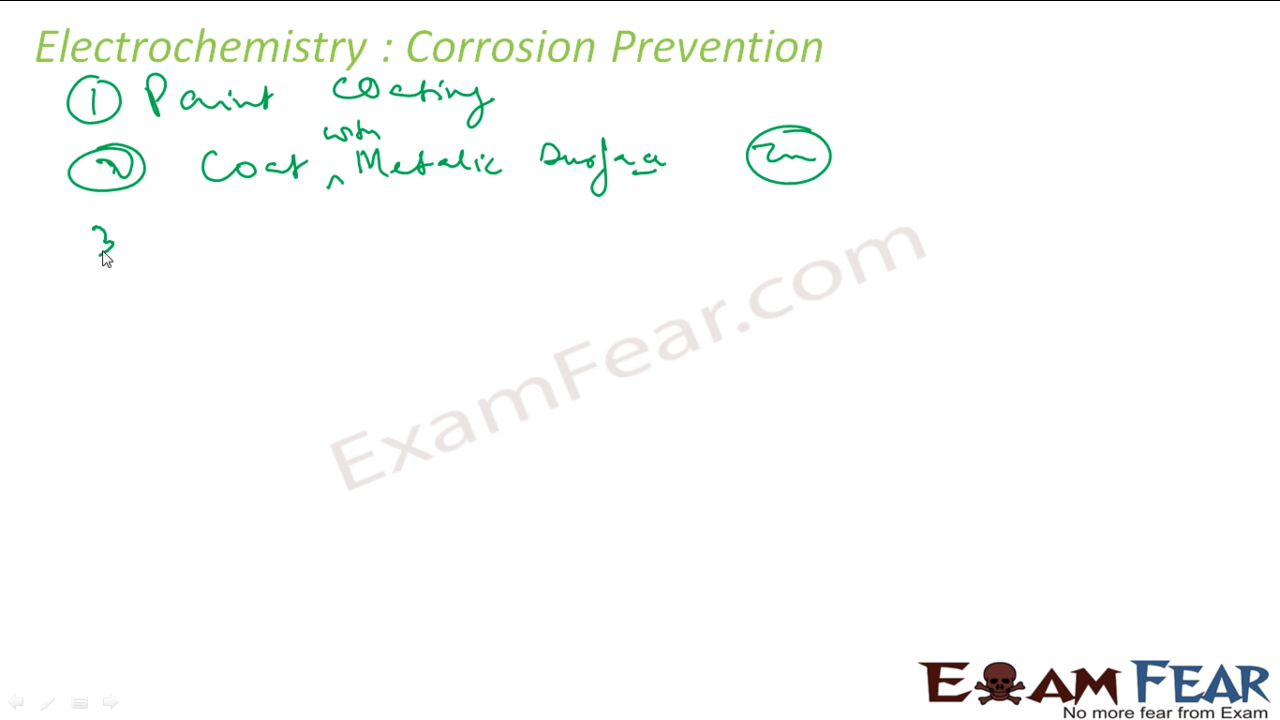 Electrochemistry : Corrosion Prevention
1 Paint coating
2 Coat with Metalic Surface Zn
3
ExamFear.com
EXAM FEAR
No more fear from Exam